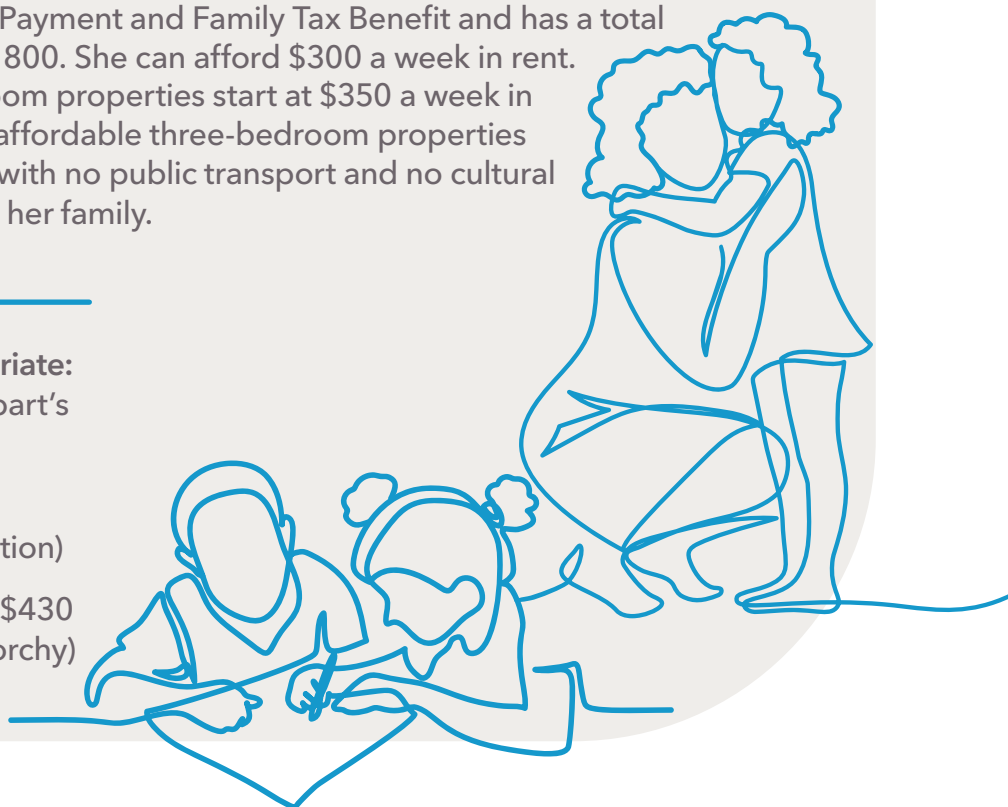 Payment and Family Tax Benefit and has a total
800. She can afford $300 a week in rent.
om properties start at $350 a week in
affordable three-bedroom properties
with no public transport and no cultural
her family.
riate:
part's
tion)
$430
orchy)